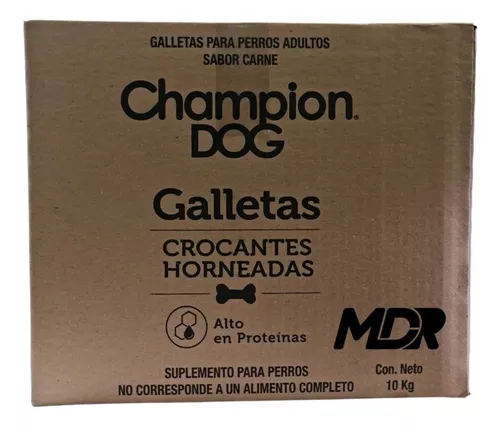 GALLETAS PARA PERROS ADULTOS
SABOR CARNE
Champion®
DOG
Galletas
CROCANTES
HORNEADAS
Alto
en Proteínas
MDR
SUPLEMENTO PARA PERROS
NO CORRESPONDE A UN ALIMENTO COMPLETO
Con. Neto
10 Kg